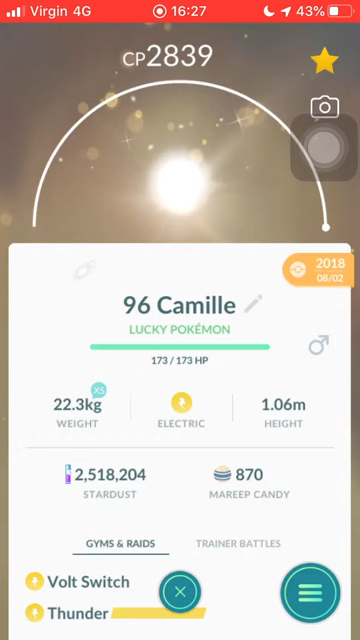 Virgin 4G 16:27 43%
CP2839
2018
08/02
96 Camille
LUCKY POKÉMON
173 / 173 HP
XS
22.3kg 1.06m
WEIGHT ELECTRIC HEIGHT
2,518,204 870
STARDUST MAREEP CANDY
GYMS & RAIDS TRAINER BATTLES
Volt Switch
Thunder